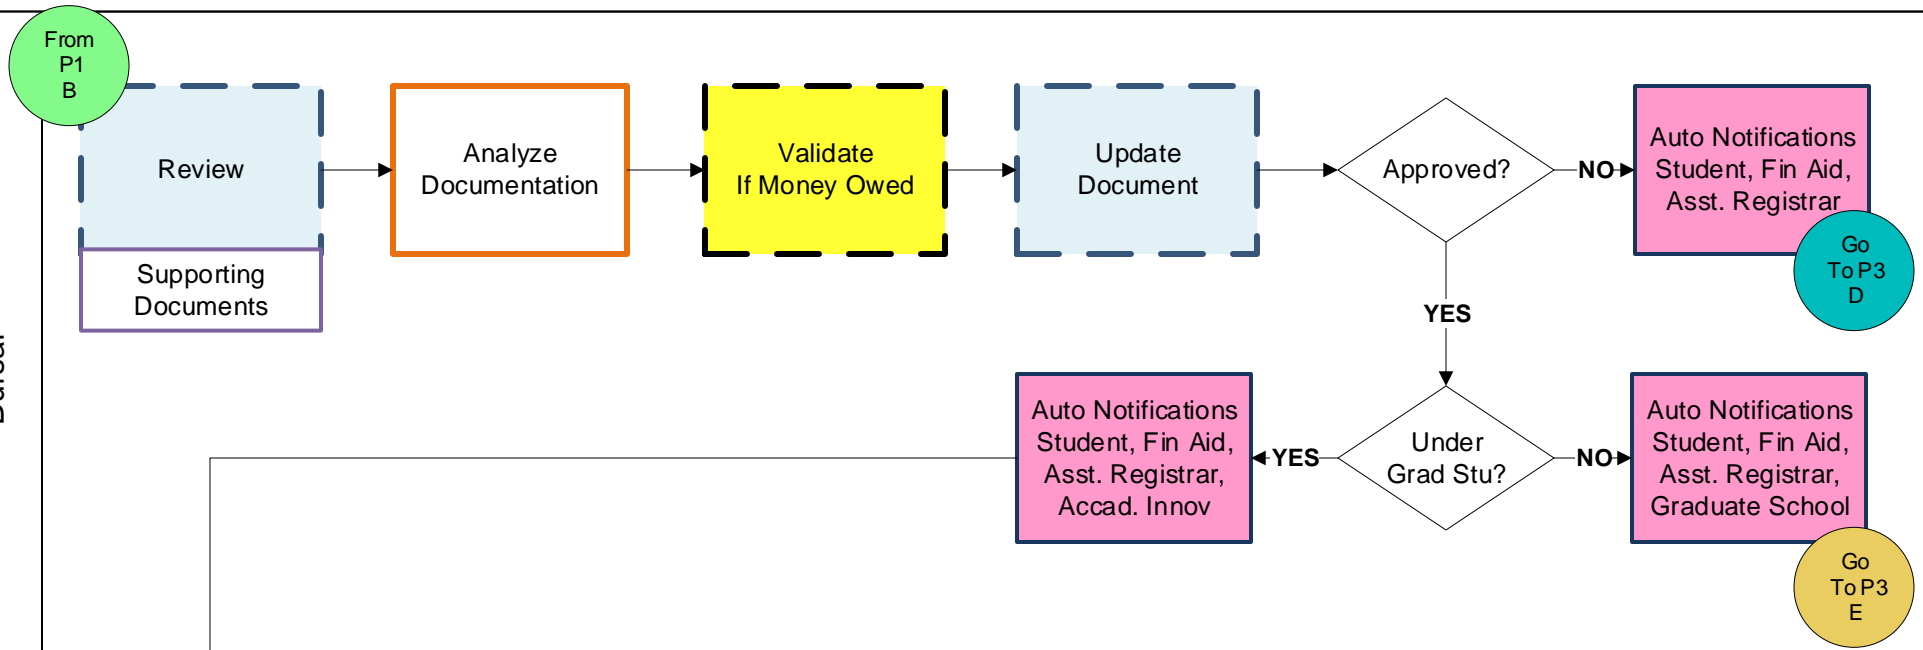 From
P1
B
Review
Supporting
Documents
Analyze
Documentation
Validate
If Money Owed
Update
Document
Approved?
NO
Auto Notifications
Student, Fin Aid,
Asst. Registrar
Go
To P3
D
YES
Under
Grad Stu?
YES
Auto Notifications
Student, Fin Aid,
Asst. Registrar,
Accad. Innov
NO
Auto Notifications
Student, Fin Aid,
Asst. Registrar,
Graduate School
Go
To P3
E